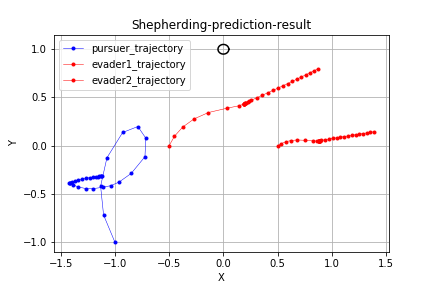 Shepherding-prediction-result
pursuer_trajectory
evader1_trajectory
evader2_trajectory
1.0
0.5
0.0
−0.5
−1.0
Y
−1.5
−1.0
−0.5
0.0
0.5
1.0
1.5
X